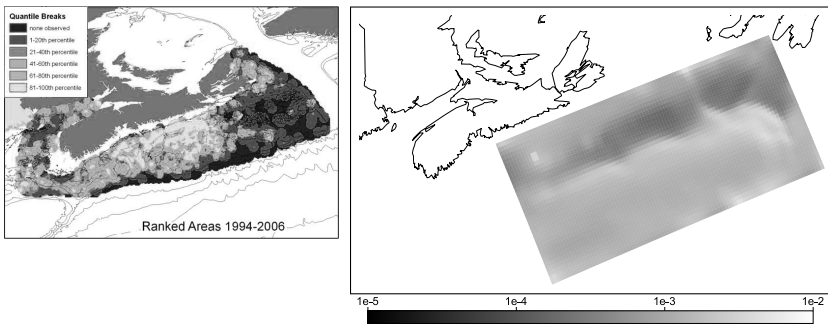 Quantile Breaks
none observed
1-20th percentile
21-40th percentile
41-60th percentile
61-80th percentile
81-100th percentile
Ranked Areas 1994-2006
1e-5 1e-4 1e-3 1e-2